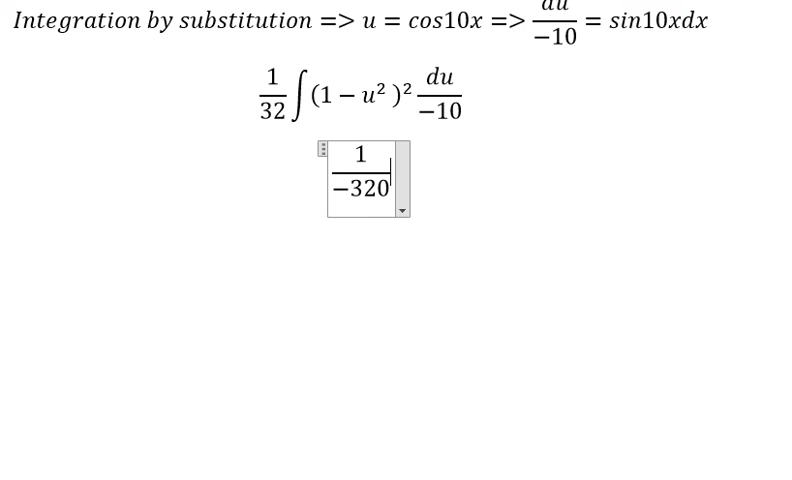 Integration by substitution => u = cos10x => du/-10 = sin10xdx
1/32 ∫(1 − u²)² du/-10
1/-320